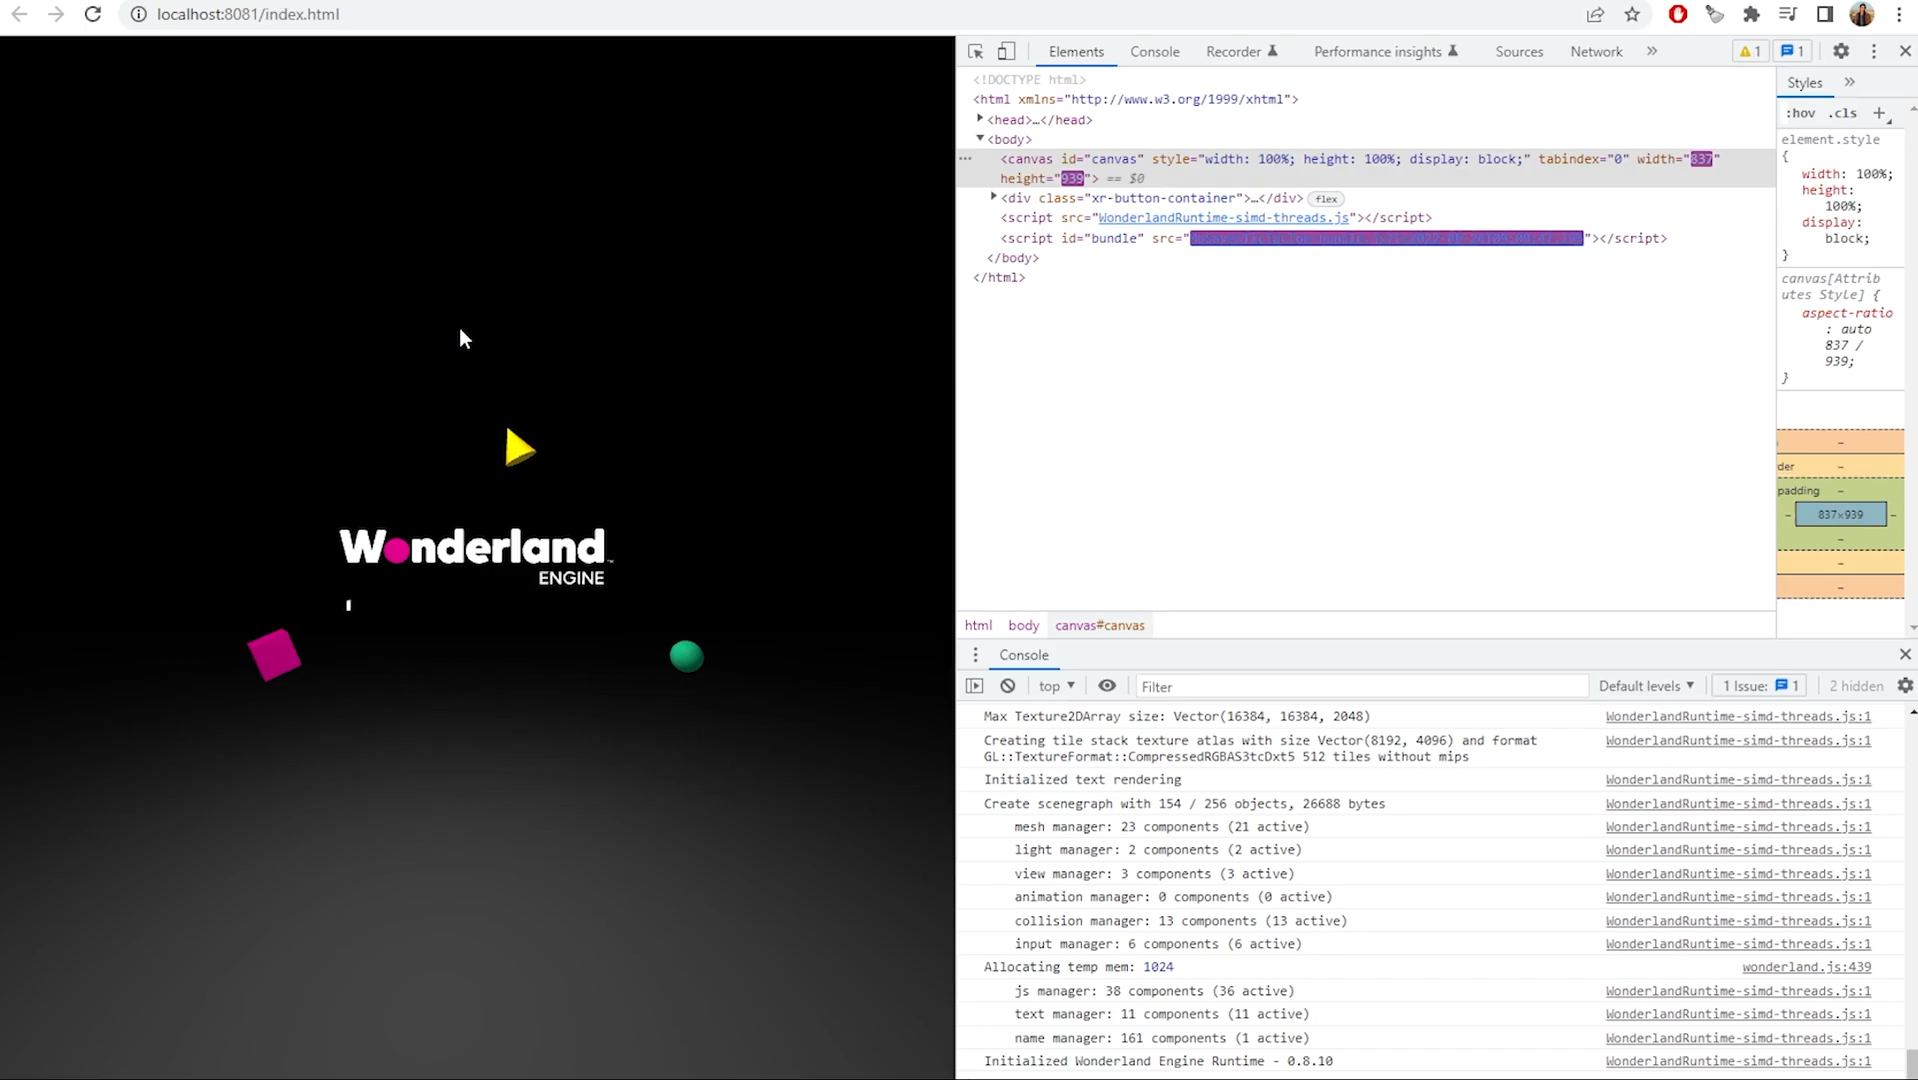 localhost:8081/index.html
Elements Console Recorder Performance insights Sources Network » 1 1
<!DOCTYPE html>
<html xmlns="http://www.w3.org/1999/xhtml">
<head>…</head>
<body>
<canvas id="canvas" style="width: 100%; height: 100%; display: block;" tabindex="0" width="837"
height="939"> == $0
<div class="xr-button-container">…</div> flex
<script src="WonderlandRuntime-simd-threads.js"></script>
<script id="bundle" src=" "></script>
</body>
</html>
Styles »
:hov .cls +
element.style
{
width: 100%;
height:
100%;
display:
block;
}
canvas[Attrib
utes Style] {
aspect-ratio
: auto
837 /
939;
}
–
der –
padding –
– 837×939 –
–
–
–
Wonderland™
ENGINE
html body canvas#canvas
Console
top Filter Default levels 1 Issue: 1 2 hidden
Max Texture2DArray size: Vector(16384, 16384, 2048) WonderlandRuntime-simd-threads.js:1
Creating tile stack texture atlas with size Vector(8192, 4096) and format WonderlandRuntime-simd-threads.js:1
GL::TextureFormat::CompressedRGBAS3tcDxt5 512 tiles without mips
Initialized text rendering WonderlandRuntime-simd-threads.js:1
Create scenegraph with 154 / 256 objects, 26688 bytes WonderlandRuntime-simd-threads.js:1
mesh manager: 23 components (21 active) WonderlandRuntime-simd-threads.js:1
light manager: 2 components (2 active) WonderlandRuntime-simd-threads.js:1
view manager: 3 components (3 active) WonderlandRuntime-simd-threads.js:1
animation manager: 0 components (0 active) WonderlandRuntime-simd-threads.js:1
collision manager: 13 components (13 active) WonderlandRuntime-simd-threads.js:1
input manager: 6 components (6 active) WonderlandRuntime-simd-threads.js:1
Allocating temp mem: 1024 wonderland.js:439
js manager: 38 components (36 active) WonderlandRuntime-simd-threads.js:1
text manager: 11 components (11 active) WonderlandRuntime-simd-threads.js:1
name manager: 161 components (1 active) WonderlandRuntime-simd-threads.js:1
Initialized Wonderland Engine Runtime - 0.8.10 WonderlandRuntime-simd-threads.js:1